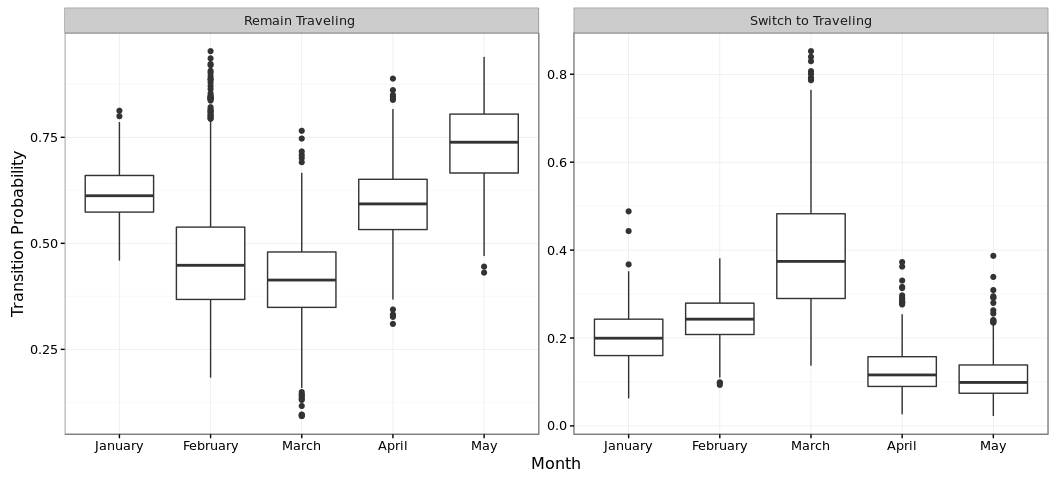 Remain Traveling
Switch to Traveling
Transition Probability
0.75
0.50
0.25
0.8
0.6
0.4
0.2
0.0
January February March April May
January February March April May
Month